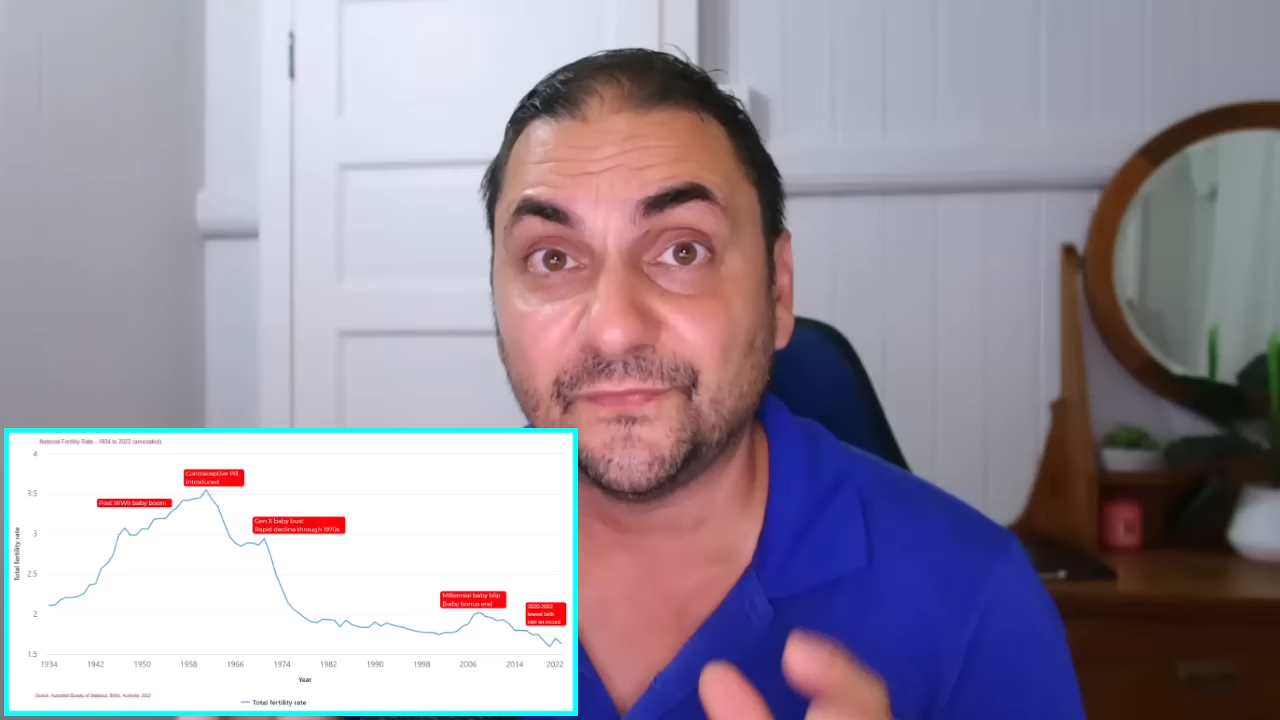 National Fertility Rate - 1934 to 2022 (annotated)
4
3.5
3
2.5
2
1.5
Total fertility rate
Contraceptive Pill
introduced
Post WWII baby boom
Gen X baby bust
Rapid decline through 1970s
Millennial baby blip
(baby bonus era)
2020-2022
lowest birth
rate on record
1934 1942 1950 1958 1966 1974 1982 1990 1998 2006 2014 2022
Year
Source: Australian Bureau of Statistics, Births, Australia, 2022
Total fertility rate